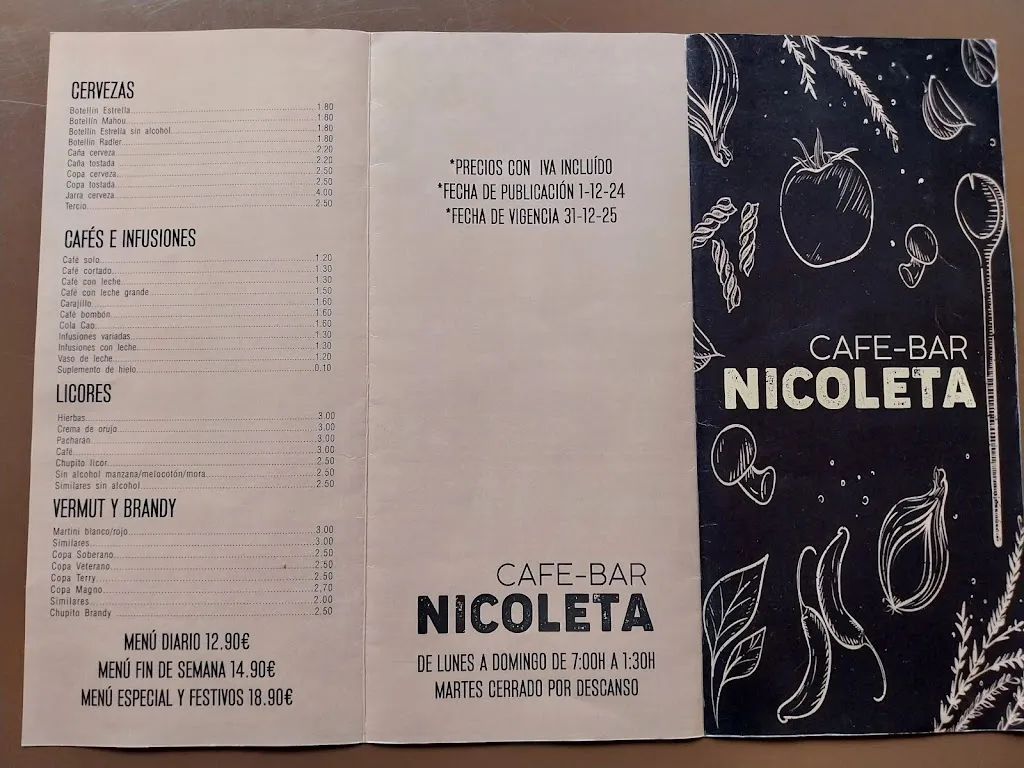 CERVEZAS
Botellín Estrella 1.80
Botellín Mahou 1.80
Botellín Estrella sin alcohol 1.80
Botellín Radler 1.80
Caña cerveza 2.20
Caña tostada 2.20
Copa cerveza 2.50
Copa tostada 2.50
Jarra cerveza 4.00
Tercio 2.50
CAFÉS E INFUSIONES
Café solo 1.20
Café cortado 1.30
Café con leche 1.30
Café con leche grande 1.50
Carajillo 1.60
Café bombón 1.60
Cola Cao 1.60
Infusiones variadas 1.30
Infusiones con leche 1.30
Vaso de leche 1.20
Suplemento de hielo 0.10
LICORES
Hierbas 3.00
Crema de orujo 3.00
Pacharán 3.00
Café 3.00
Chupito licor 2.50
Sin alcohol manzana/melocotón/mora 2.50
Similares sin alcohol 2.50
VERMUT Y BRANDY
Martini blanco/rojo 3.00
Similares 3.00
Copa Soberano 2.50
Copa Veterano 2.50
Copa Terry 2.50
Copa Magno 2.70
Similares 2.00
Chupito Brandy 2.50
MENÚ DIARIO 12.90€
MENÚ FIN DE SEMANA 14.90€
MENÚ ESPECIAL Y FESTIVOS 18.90€
*PRECIOS CON IVA INCLUÍDO
*FECHA DE PUBLICACIÓN 1-12-24
*FECHA DE VIGENCIA 31-12-25
CAFE-BAR
NICOLETA
DE LUNES A DOMINGO DE 7:00H A 1:30H
MARTES CERRADO POR DESCANSO
CAFE-BAR
NICOLETA